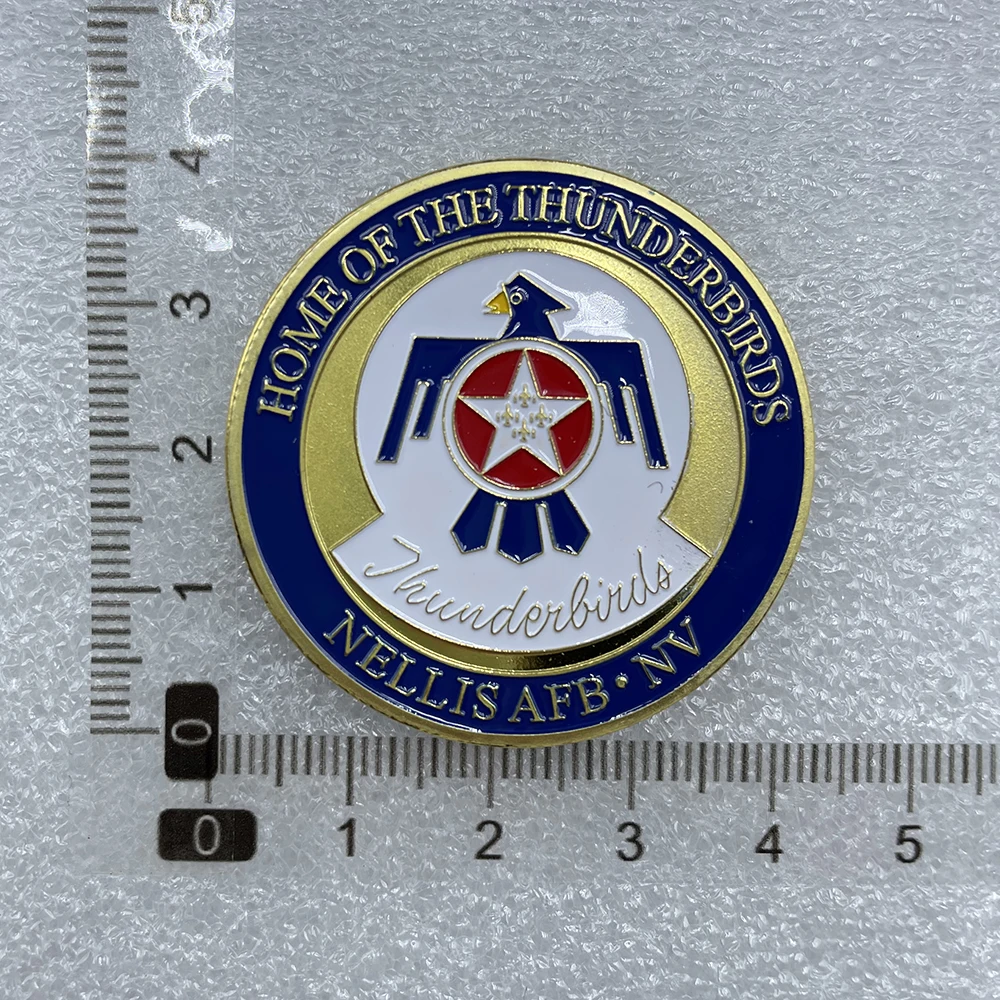 HOME OF THE THUNDERBIRDS
Thunderbirds
NELLIS AFB • NV
5
4
3
2
1
0
0 1 2 3 4 5